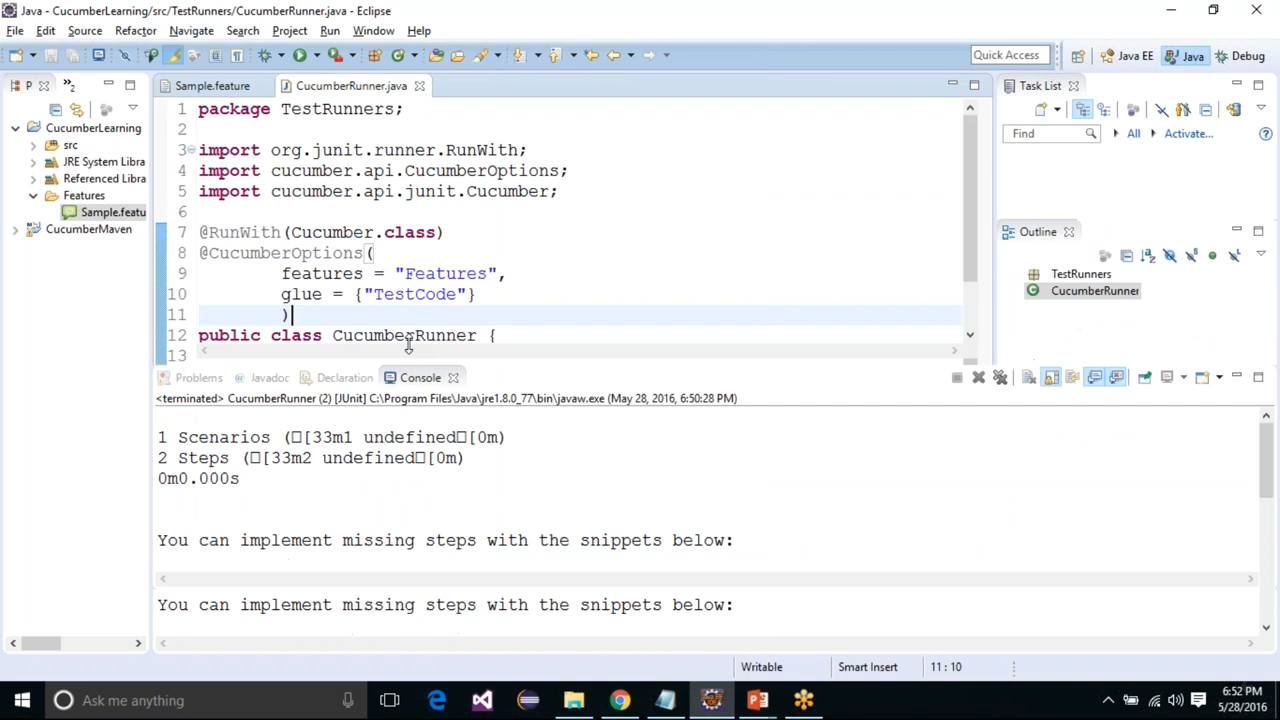 Java - CucumberLearning/src/TestRunners/CucumberRunner.java - Eclipse
File Edit Source Refactor Navigate Search Project Run Window Help
Quick Access Java EE Java Debug
P »2 Sample.feature CucumberRunner.java Task List
CucumberLearning
src
JRE System Libra
Referenced Libra
Features
Sample.featu
CucumberMaven
1 package TestRunners;
2
3 import org.junit.runner.RunWith;
4 import cucumber.api.CucumberOptions;
5 import cucumber.api.junit.Cucumber;
6
7 @RunWith(Cucumber.class)
8 @CucumberOptions(
9 features = "Features",
10 glue = {"TestCode"}
11 )
12 public class CucumberRunner {
13
Find All Activate...
Outline
TestRunners
CucumberRunner
Problems Javadoc Declaration Console
<terminated> CucumberRunner (2) [JUnit] C:\Program Files\Java\jre1.8.0_77\bin\javaw.exe (May 28, 2016, 6:50:28 PM)
1 Scenarios (□[33m1 undefined□[0m)
2 Steps (□[33m2 undefined□[0m)
0m0.000s
You can implement missing steps with the snippets below:
You can implement missing steps with the snippets below:
Writable Smart Insert 11 : 10
Ask me anything
6:52 PM
5/28/2016